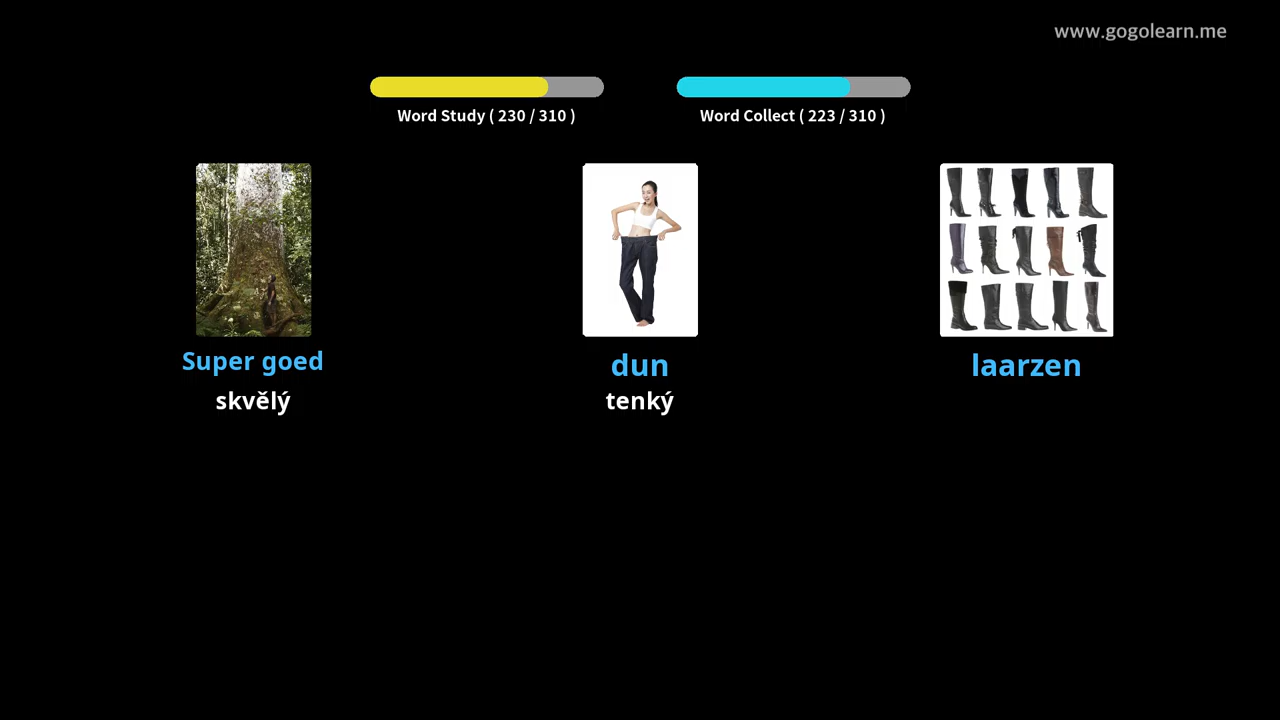 www.gogolearn.me
Word Study ( 230 / 310 )
Word Collect ( 223 / 310 )
Super goed
dun
laarzen
skvělý
tenký